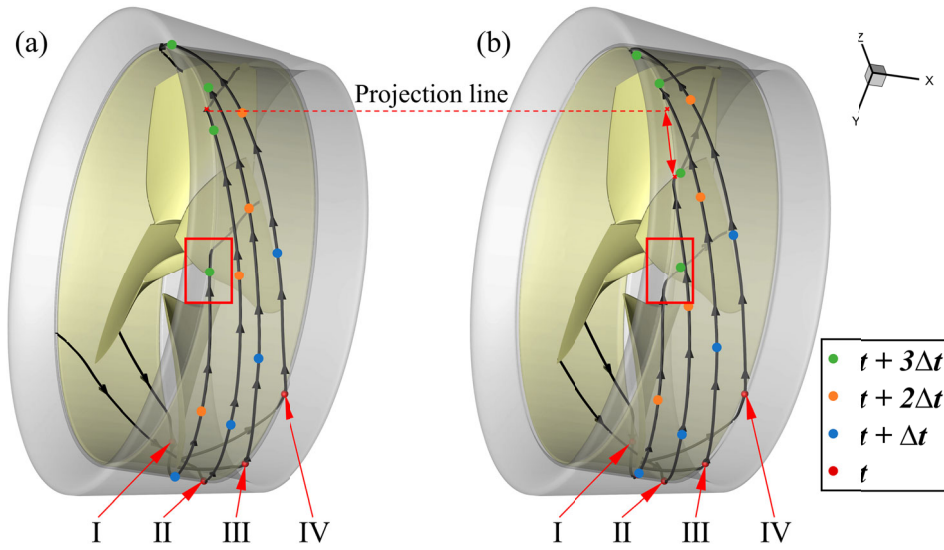 (a)
(b)
Z
X
Y
Projection line
t + 3Δt
t + 2Δt
t + Δt
t
I
II
III
IV
I
II
III
IV